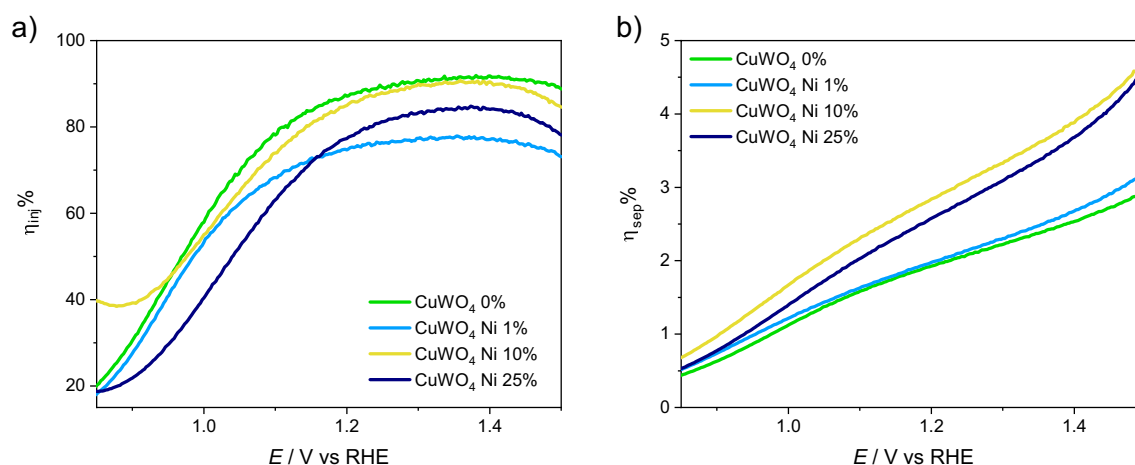 a)
100
80
60
40
20
η_inj%
CuWO₄ 0%
CuWO₄ Ni 1%
CuWO₄ Ni 10%
CuWO₄ Ni 25%
1.0 1.2 1.4
E / V vs RHE
b)
5
4
3
2
1
0
η_sep%
CuWO₄ 0%
CuWO₄ Ni 1%
CuWO₄ Ni 10%
CuWO₄ Ni 25%
1.0 1.2 1.4
E / V vs RHE